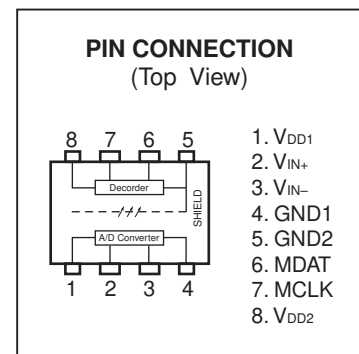 PIN CONNECTION
(Top View)
8 7 6 5
Decorder
SHIELD
A/D Converter
1 2 3 4
1. VDD1
2. VIN+
3. VIN–
4. GND1
5. GND2
6. MDAT
7. MCLK
8. VDD2